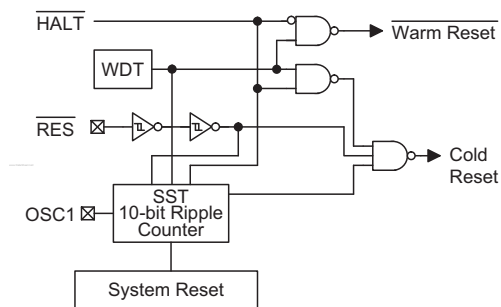 HALT
Warm Reset
WDT
RES
Cold
Reset
SST
10-bit Ripple
Counter
OSC1
System Reset